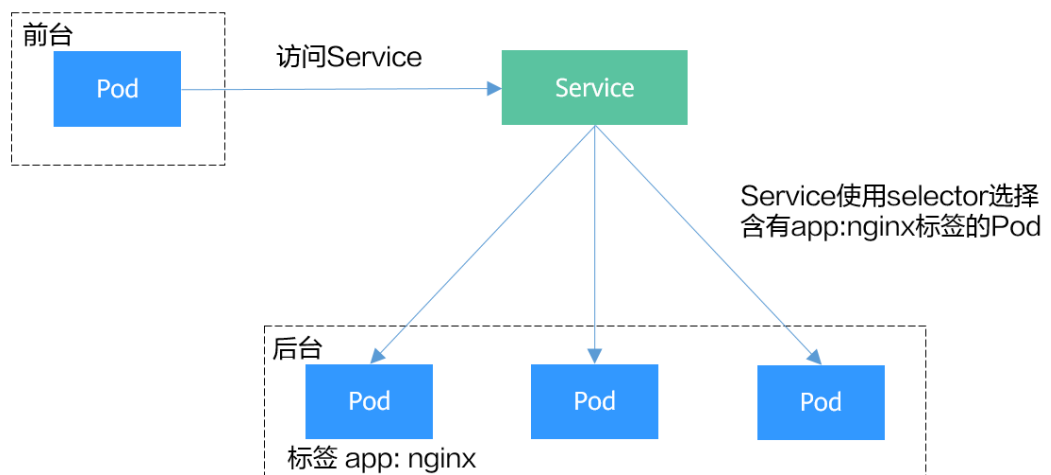 前台
Pod
访问Service
Service
Service使用selector选择
含有app:nginx标签的Pod
后台
Pod
Pod
Pod
标签 app: nginx